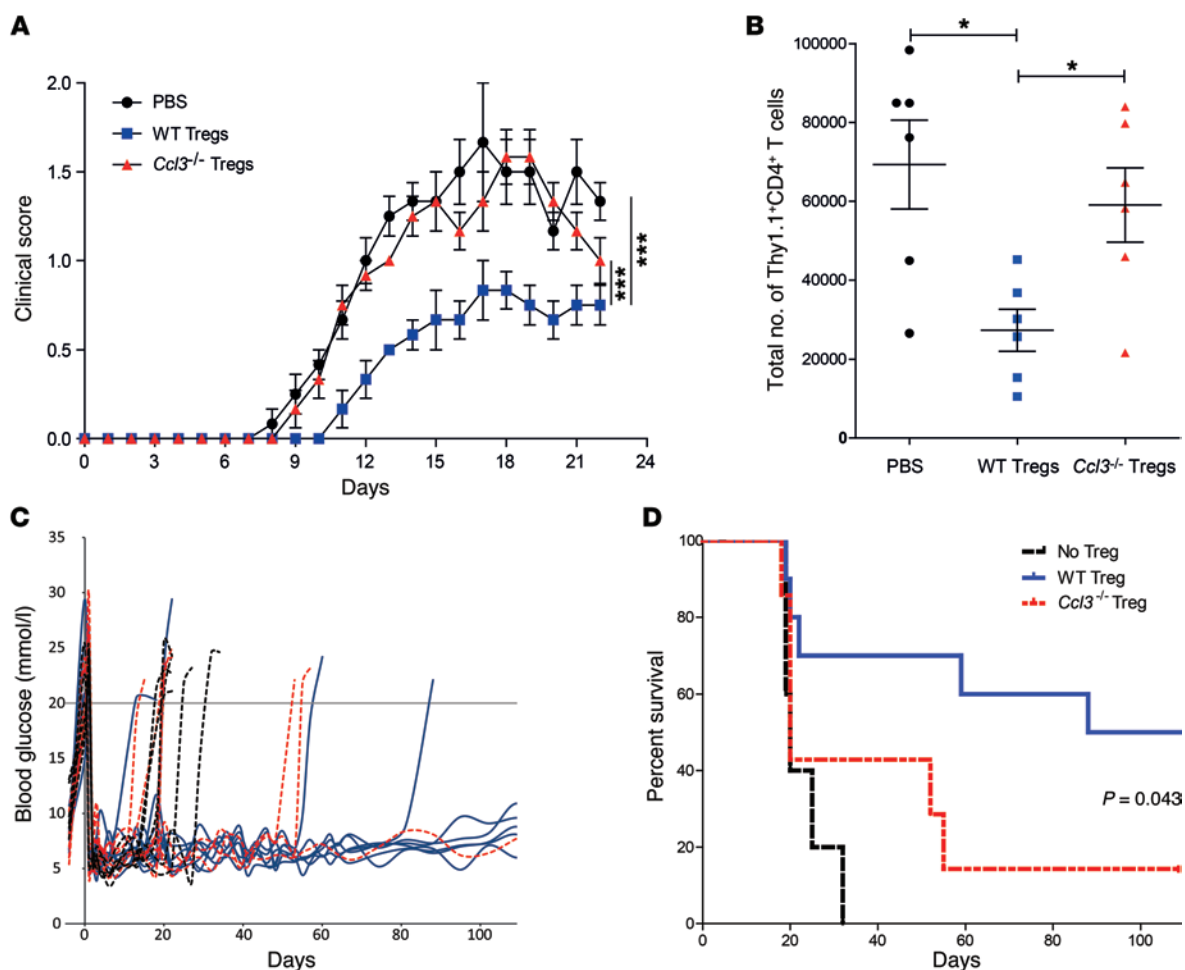 A
PBS
WT Tregs
Ccl3-/- Tregs
Clinical score
2.0
1.5
1.0
0.5
0.0
0 3 6 9 12 15 18 21 24
Days
***
***
B
Total no. of Thy1.1+CD4+ T cells
100000
80000
60000
40000
20000
0
*
*
PBS WT Tregs Ccl3-/- Tregs
C
Blood glucose (mmol/l)
35
30
25
20
15
10
5
0
0 20 40 60 80 100
Days
D
Percent survival
100
80
60
40
20
0
No Treg
WT Treg
Ccl3-/- Treg
P = 0.043
0 20 40 60 80 100
Days